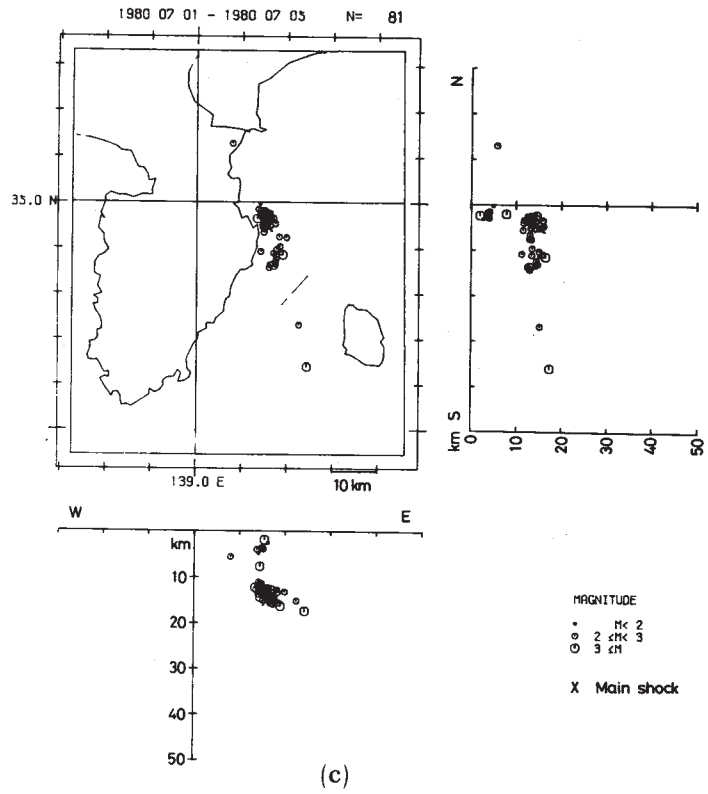 1980 07 01 - 1980 07 05 N= 81
35.0 N
139.0 E
10 km
N
S
km
0 10 20 30 40 50
W E
km
10
20
30
40
50
MAGNITUDE
M< 2
2 ≤M< 3
3 ≤M
X Main shock
(c)